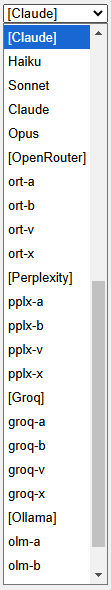 [Claude]
[Claude]
Haiku
Sonnet
Claude
Opus
[OpenRouter]
ort-a
ort-b
ort-v
ort-x
[Perplexity]
pplx-a
pplx-b
pplx-v
pplx-x
[Groq]
groq-a
groq-b
groq-v
groq-x
[Ollama]
olm-a
olm-b